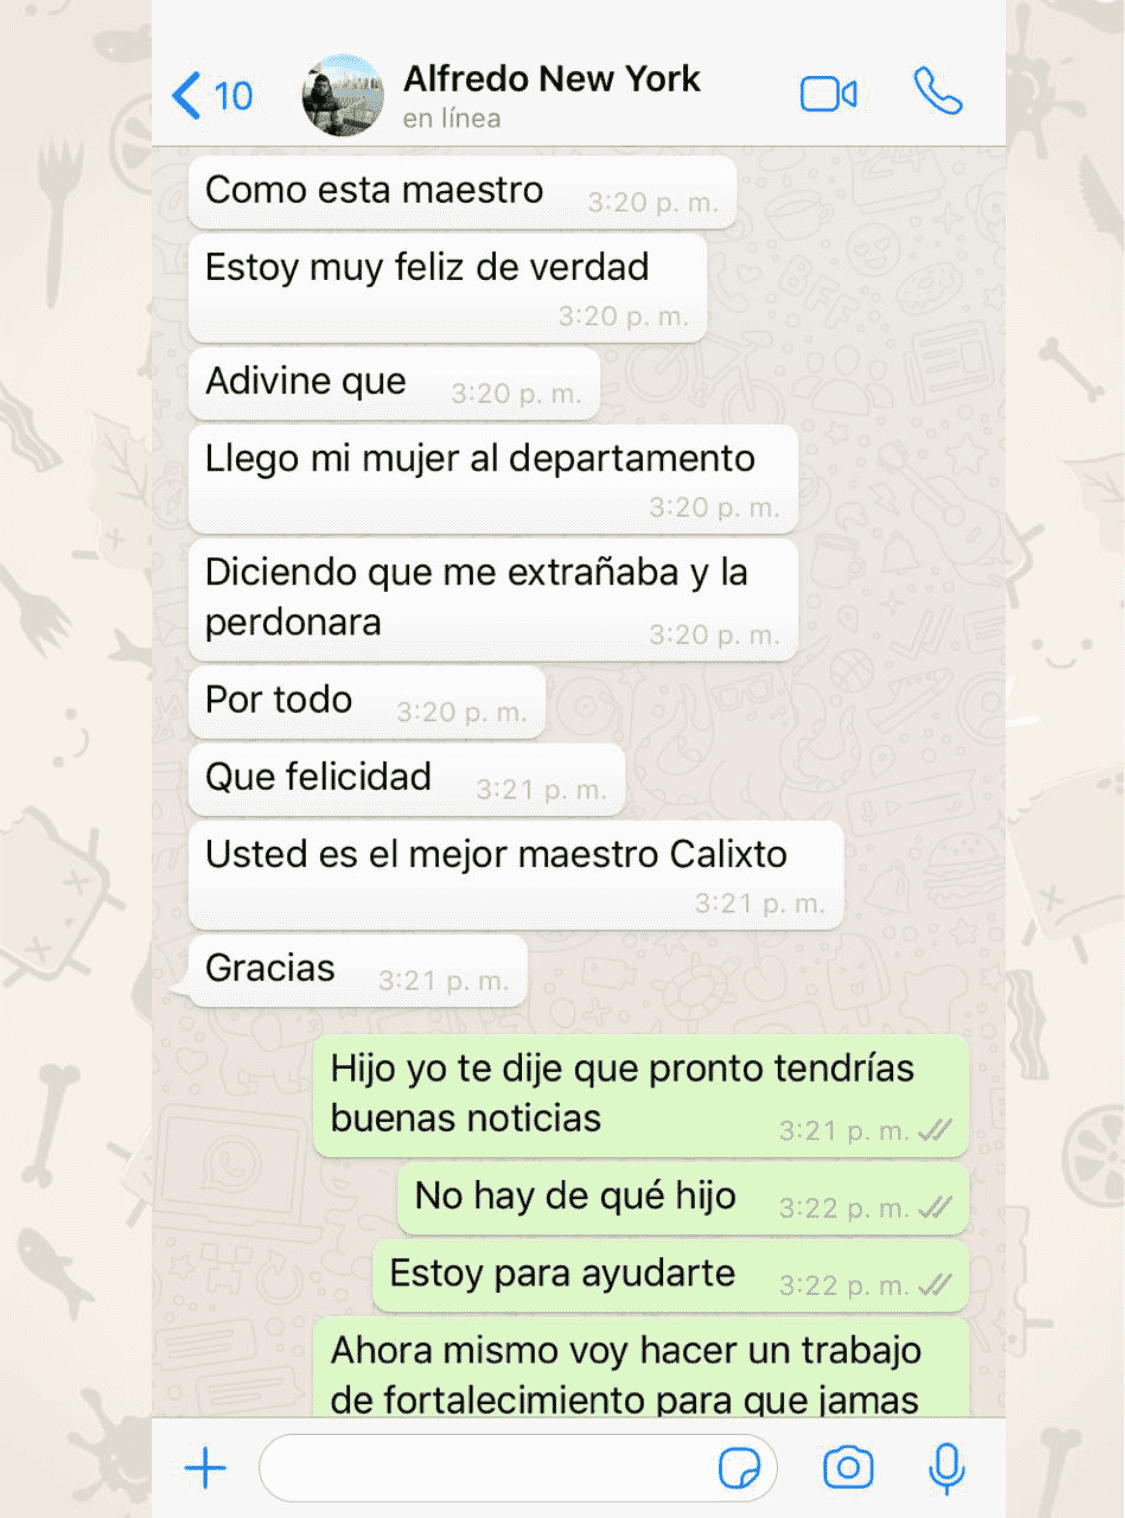 10
Alfredo New York
en línea
Como esta maestro 3:20 p. m.
Estoy muy feliz de verdad
3:20 p. m.
Adivine que 3:20 p. m.
Llego mi mujer al departamento
3:20 p. m.
Diciendo que me extrañaba y la
perdonara 3:20 p. m.
Por todo 3:20 p. m.
Que felicidad 3:21 p. m.
Usted es el mejor maestro Calixto
3:21 p. m.
Gracias 3:21 p. m.
Hijo yo te dije que pronto tendrías
buenas noticias 3:21 p. m.
No hay de qué hijo 3:22 p. m.
Estoy para ayudarte 3:22 p. m.
Ahora mismo voy hacer un trabajo
de fortalecimiento para que jamas